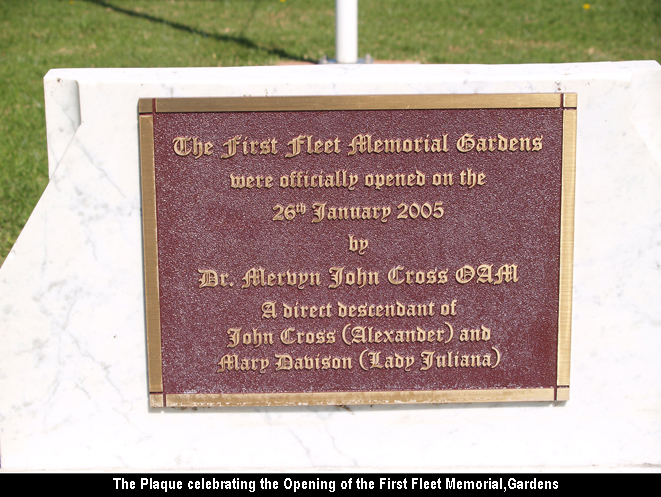 The First Fleet Memorial Gardens
were officially opened on the
26th January 2005
by
Dr. Mervyn John Cross OAM
A direct descendant of
John Cross (Alexander) and
Mary Davison (Lady Juliana)
The Plaque celebrating the Opening of the First Fleet Memorial,Gardens